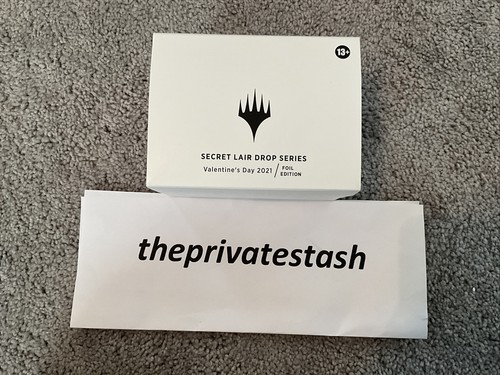 13+
SECRET LAIR DROP SERIES
Valentine's Day 2021 / FOIL
EDITION
theprivatestash